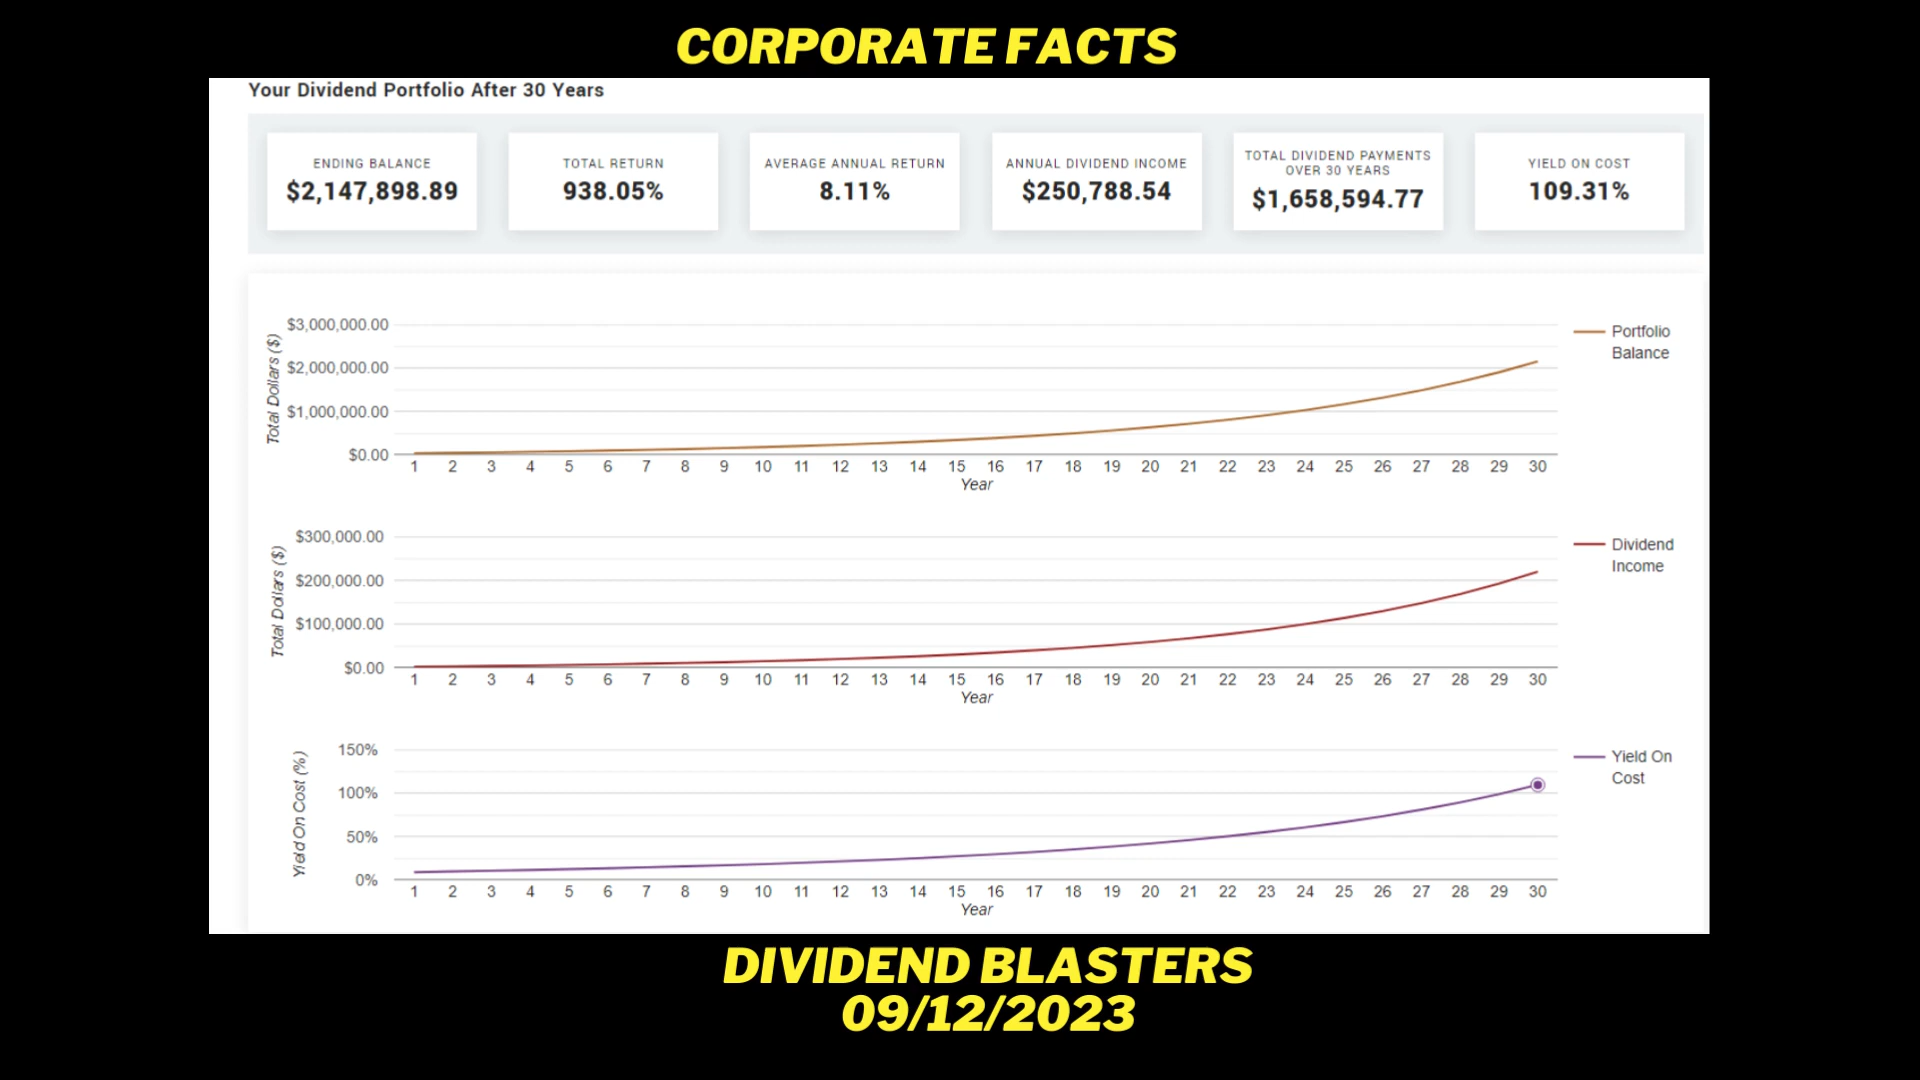 CORPORATE FACTS
Your Dividend Portfolio After 30 Years
ENDING BALANCE
$2,147,898.89
TOTAL RETURN
938.05%
AVERAGE ANNUAL RETURN
8.11%
ANNUAL DIVIDEND INCOME
$250,788.54
TOTAL DIVIDEND PAYMENTS
OVER 30 YEARS
$1,658,594.77
YIELD ON COST
109.31%
Total Dollars ($)
$3,000,000.00
$2,000,000.00
$1,000,000.00
$0.00
1 2 3 4 5 6 7 8 9 10 11 12 13 14 15 16 17 18 19 20 21 22 23 24 25 26 27 28 29 30
Year
Portfolio
Balance
Total Dollars ($)
$300,000.00
$200,000.00
$100,000.00
$0.00
1 2 3 4 5 6 7 8 9 10 11 12 13 14 15 16 17 18 19 20 21 22 23 24 25 26 27 28 29 30
Year
Dividend
Income
Yield On Cost (%)
150%
100%
50%
0%
1 2 3 4 5 6 7 8 9 10 11 12 13 14 15 16 17 18 19 20 21 22 23 24 25 26 27 28 29 30
Year
Yield On
Cost
DIVIDEND BLASTERS
09/12/2023